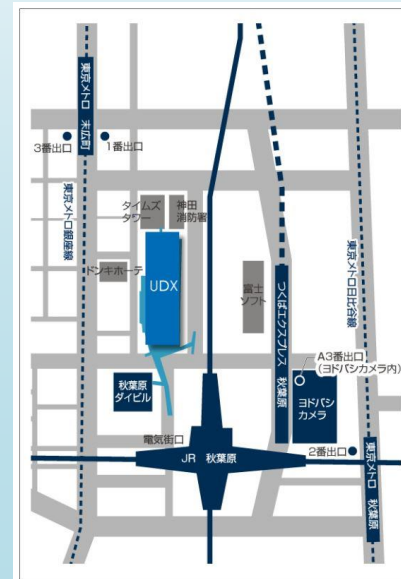 東京メトロ 末広町
3番出口
1番出口
東京メトロ銀座線
タイムズ
タワー
神田
消防署
ドンキホーテ
UDX
富士
ソフト
つくばエクスプレス 秋葉原
東京メトロ日比谷線
A3番出口
(ヨドバシカメラ内)
秋葉原
ダイビル
ヨドバシ
カメラ
電気街口
2番出口
JR 秋葉原
東京メトロ 秋葉原